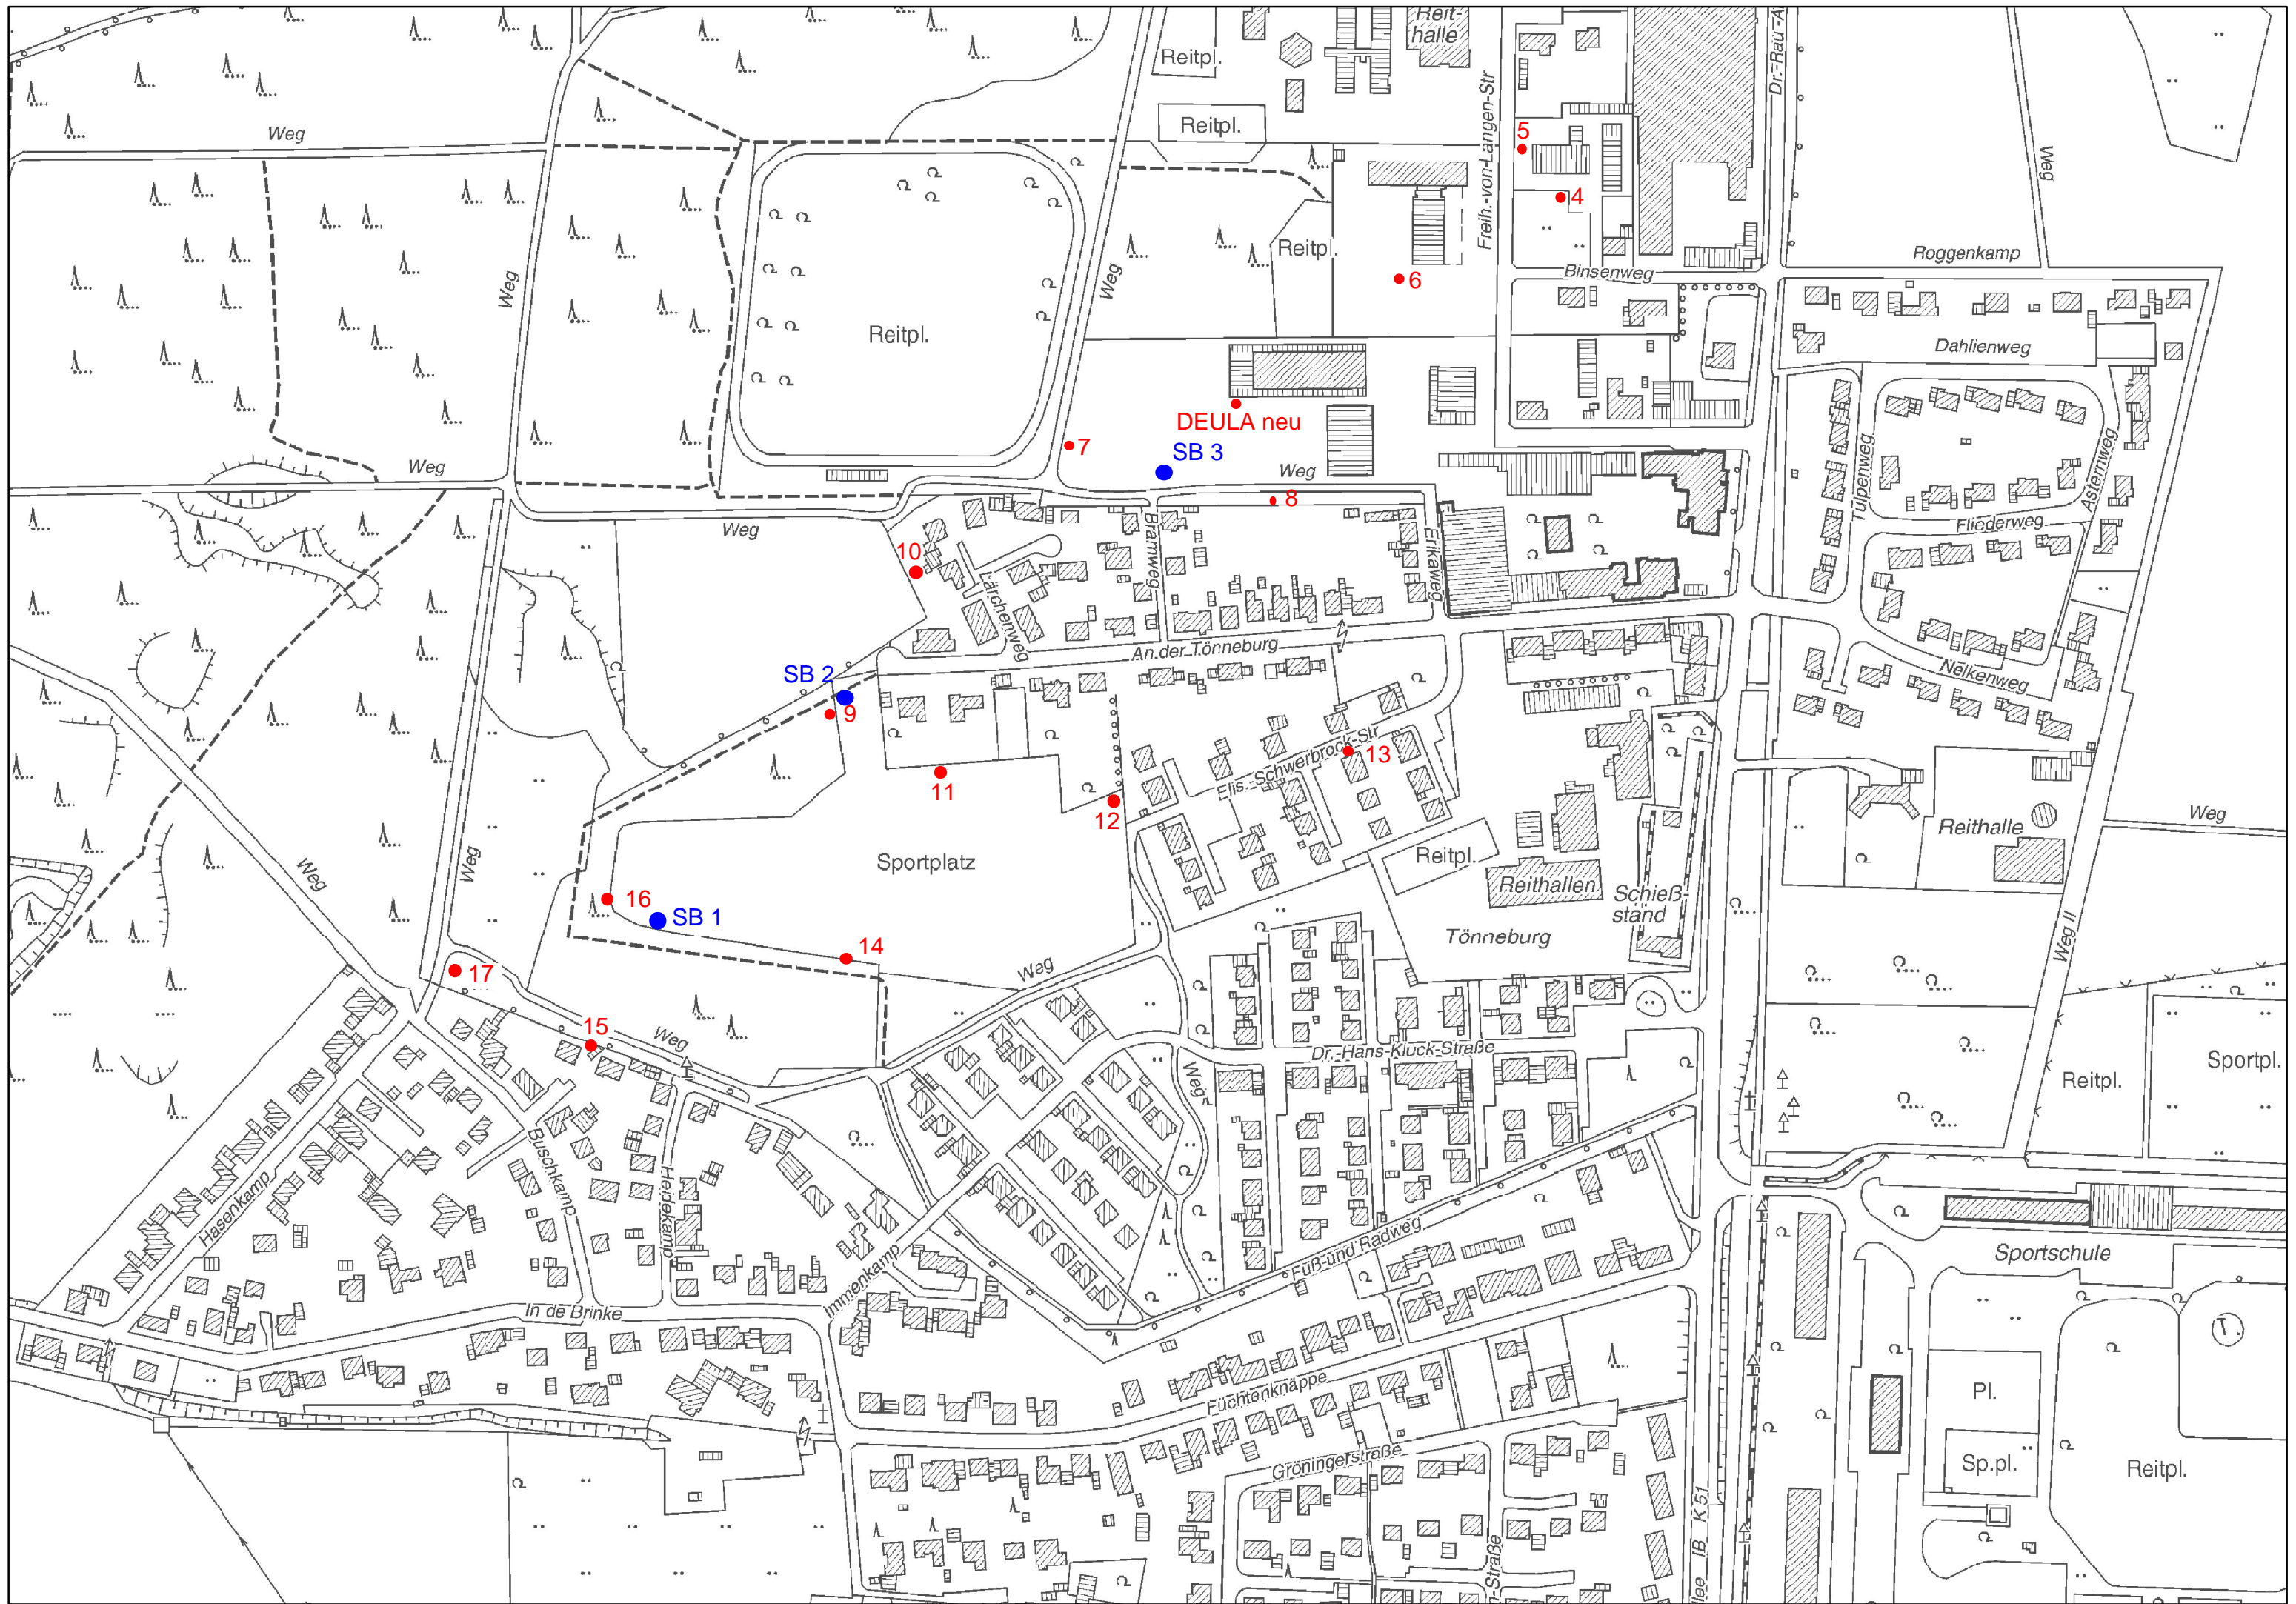 Reit-
halle
Reitpl.
Freih.-von-Langen-Str
Dr.-Rau-A
Weg
Reitpl.
5
Weg
4
Reitpl.
Roggenkamp
Binsenweg
6
Weg
Weg
Reitpl.
Dahlienweg
DEULA neu
7
SB 3
Weg
Weg
8
Tulpenweg
Asternweg
Fliederweg
Weg
10
Bramweg
Erikaweg
Lärchenweg
An der Tönneburg
Nelkenweg
SB 2
9
11
12
Elis.-Schwerbrock-Str
13
Weg
Reithalle
Sportplatz
Reitpl.
Weg
Weg
Reithallen
Schieß-
stand
16
SB 1
Tönneburg
Weg II
14
17
Weg
15
Weg
Dr.-Hans-Kluck-Straße
Sportpl.
Reitpl.
Weg
Buschkamp
Heidekamp
Hasenkamp
Immenkamp
Fuß-und Radweg
Sportschule
In de Brinke
T.
Füchtenknäppe
Pl.
Gröningerstraße
Sp.pl.
Reitpl.
n-Straße
llee IB K 51